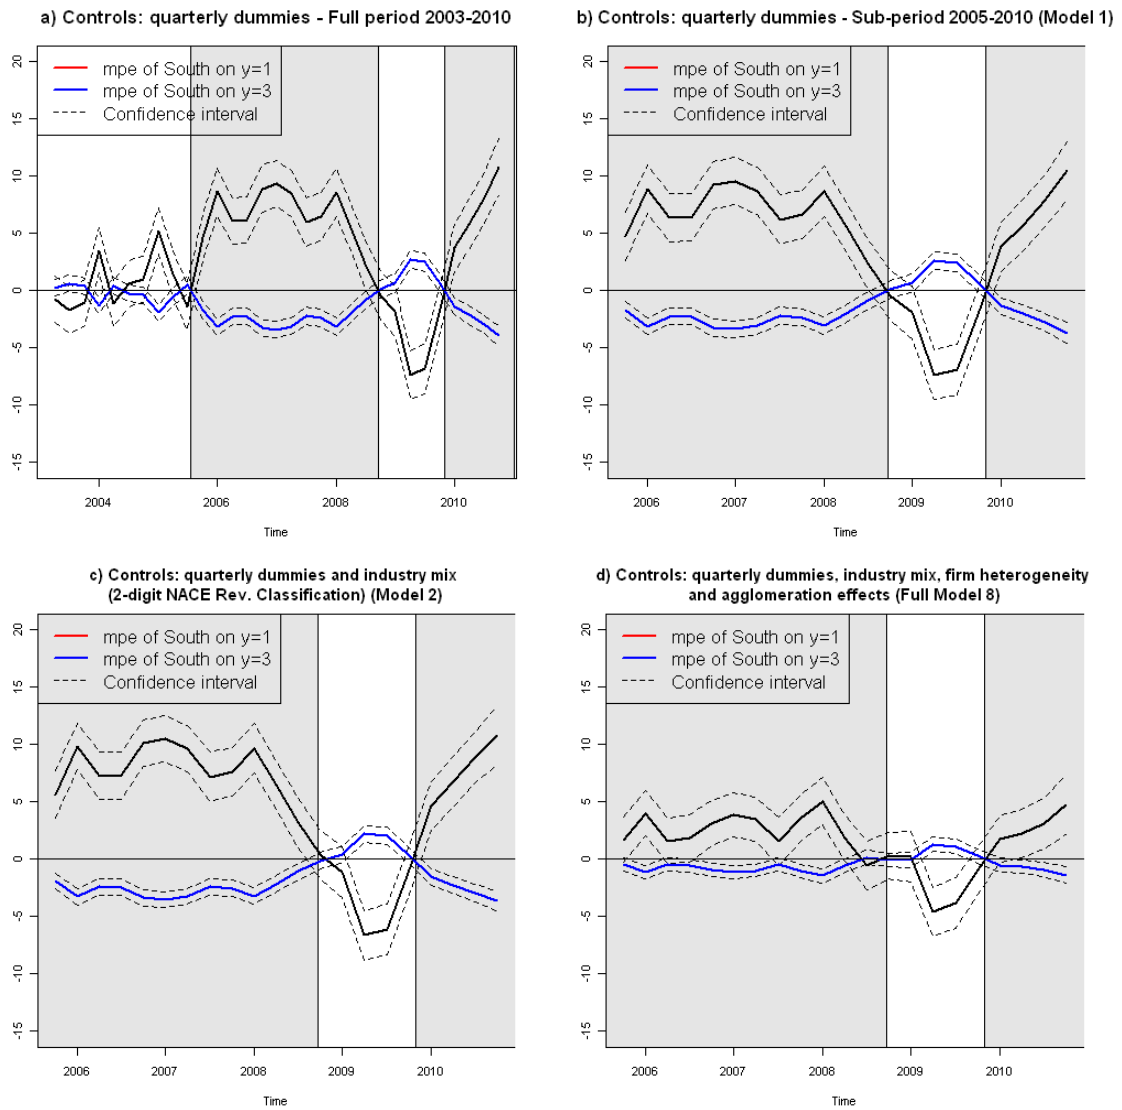 a) Controls: quarterly dummies - Full period 2003-2010
20
15
10
5
0
-5
-10
-15
mpe of South on y=1
mpe of South on y=3
Confidence interval
2004 2006 2008 2010
Time
b) Controls: quarterly dummies - Sub-period 2005-2010 (Model 1)
20
15
10
5
0
-5
-10
-15
mpe of South on y=1
mpe of South on y=3
Confidence interval
2006 2007 2008 2009 2010
Time
c) Controls: quarterly dummies and industry mix
(2-digit NACE Rev. Classification) (Model 2)
20
15
10
5
0
-5
-10
-15
mpe of South on y=1
mpe of South on y=3
Confidence interval
2006 2007 2008 2009 2010
Time
d) Controls: quarterly dummies, industry mix, firm heterogeneity
and agglomeration effects (Full Model 8)
20
15
10
5
0
-5
-10
-15
mpe of South on y=1
mpe of South on y=3
Confidence interval
2006 2007 2008 2009 2010
Time